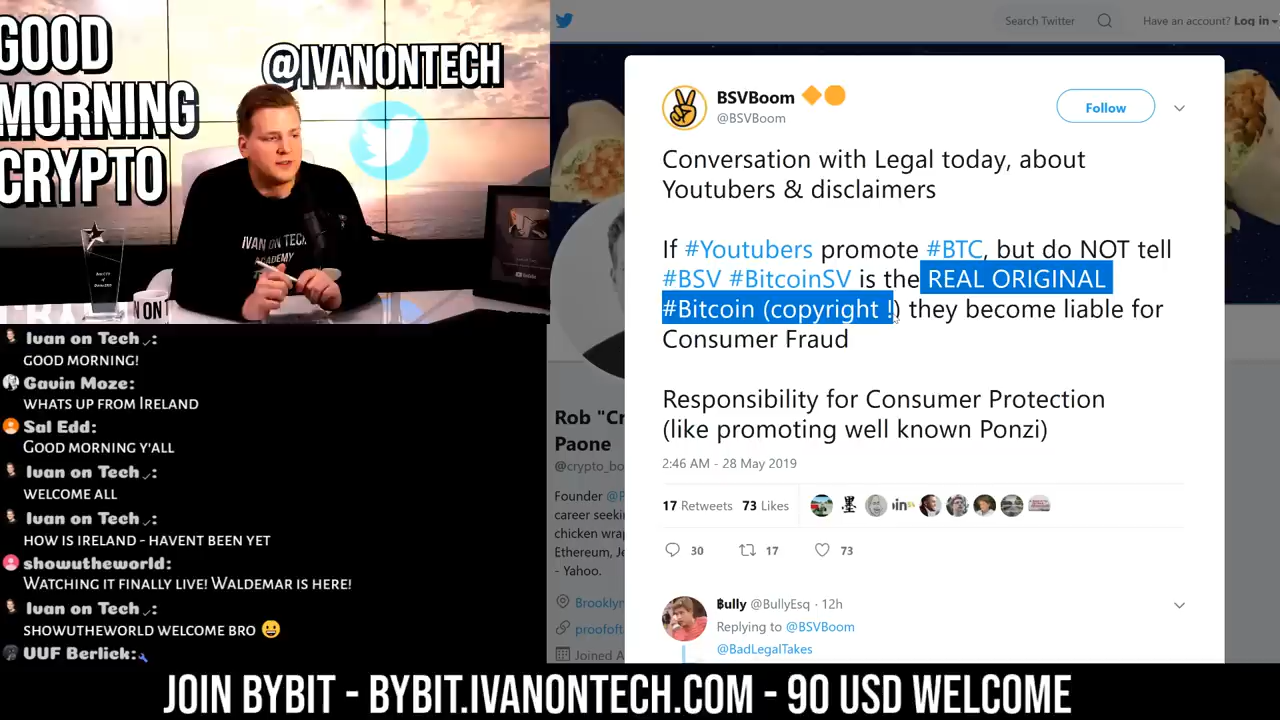 GOOD
MORNING
CRYPTO
@IVANONTECH
IVAN ON TECH
ACADEMY
Ivan on Tech:
GOOD MORNING!
Gavin Moze:
WHATS UP FROM IRELAND
Sal Edd:
GOOD MORNING Y'ALL
Ivan on Tech:
WELCOME ALL
Ivan on Tech:
HOW IS IRELAND - HAVENT BEEN YET
showutheworld:
WATCHING IT FINALLY LIVE! WALDEMAR IS HERE!
Ivan on Tech:
SHOWUTHEWORLD WELCOME BRO 😀
UUF Berlick:
Search Twitter
Have an account? Log in
BSVBoom
@BSVBoom
Follow
Conversation with Legal today, about
Youtubers & disclaimers
If #Youtubers promote #BTC, but do NOT tell
#BSV #BitcoinSV is the REAL ORIGINAL
#Bitcoin (copyright !) they become liable for
Consumer Fraud
Responsibility for Consumer Protection
(like promoting well known Ponzi)
2:46 AM - 28 May 2019
17 Retweets 73 Likes
30 17 73
₿ully @BullyEsq · 12h
Replying to @BSVBoom
@BadLegalTakes
Rob "Cr
Paone
@crypto_bo
Founder @P
career seeki
chicken wra
Ethereum, Je
- Yahoo.
Brooklyn
proofoft
Joined A
JOIN BYBIT - BYBIT.IVANONTECH.COM - 90 USD WELCOME